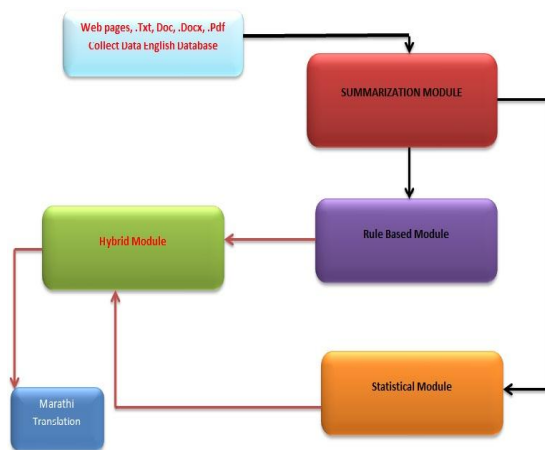 Web pages, .Txt, Doc, .Docx, .Pdf
Collect Data English Database
SUMMARIZATION MODULE
Rule Based Module
Hybrid Module
Statistical Module
Marathi
Translation